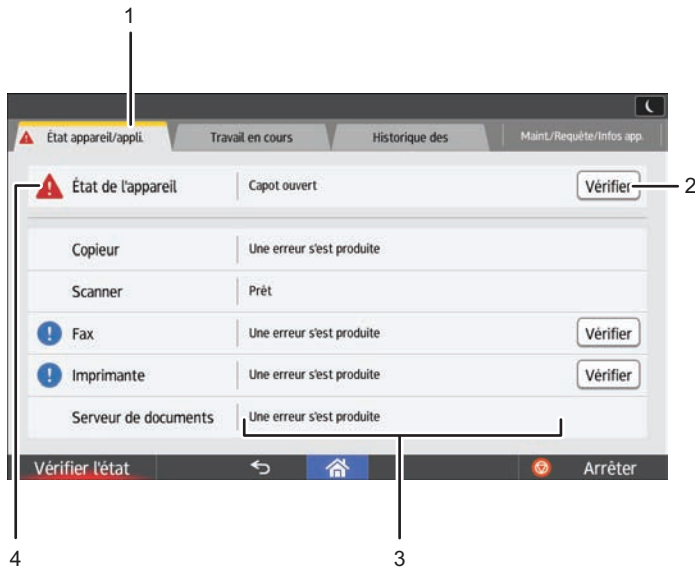 1
État appareil/appli.
Travail en cours
Historique des
Maint./Requête/Infos app.
État de l'appareil Capot ouvert Vérifier
2
Copieur Une erreur s'est produite
Scanner Prêt
Fax Une erreur s'est produite Vérifier
Imprimante Une erreur s'est produite Vérifier
Serveur de documents Une erreur s'est produite
Vérifier l'état Arrêter
4 3